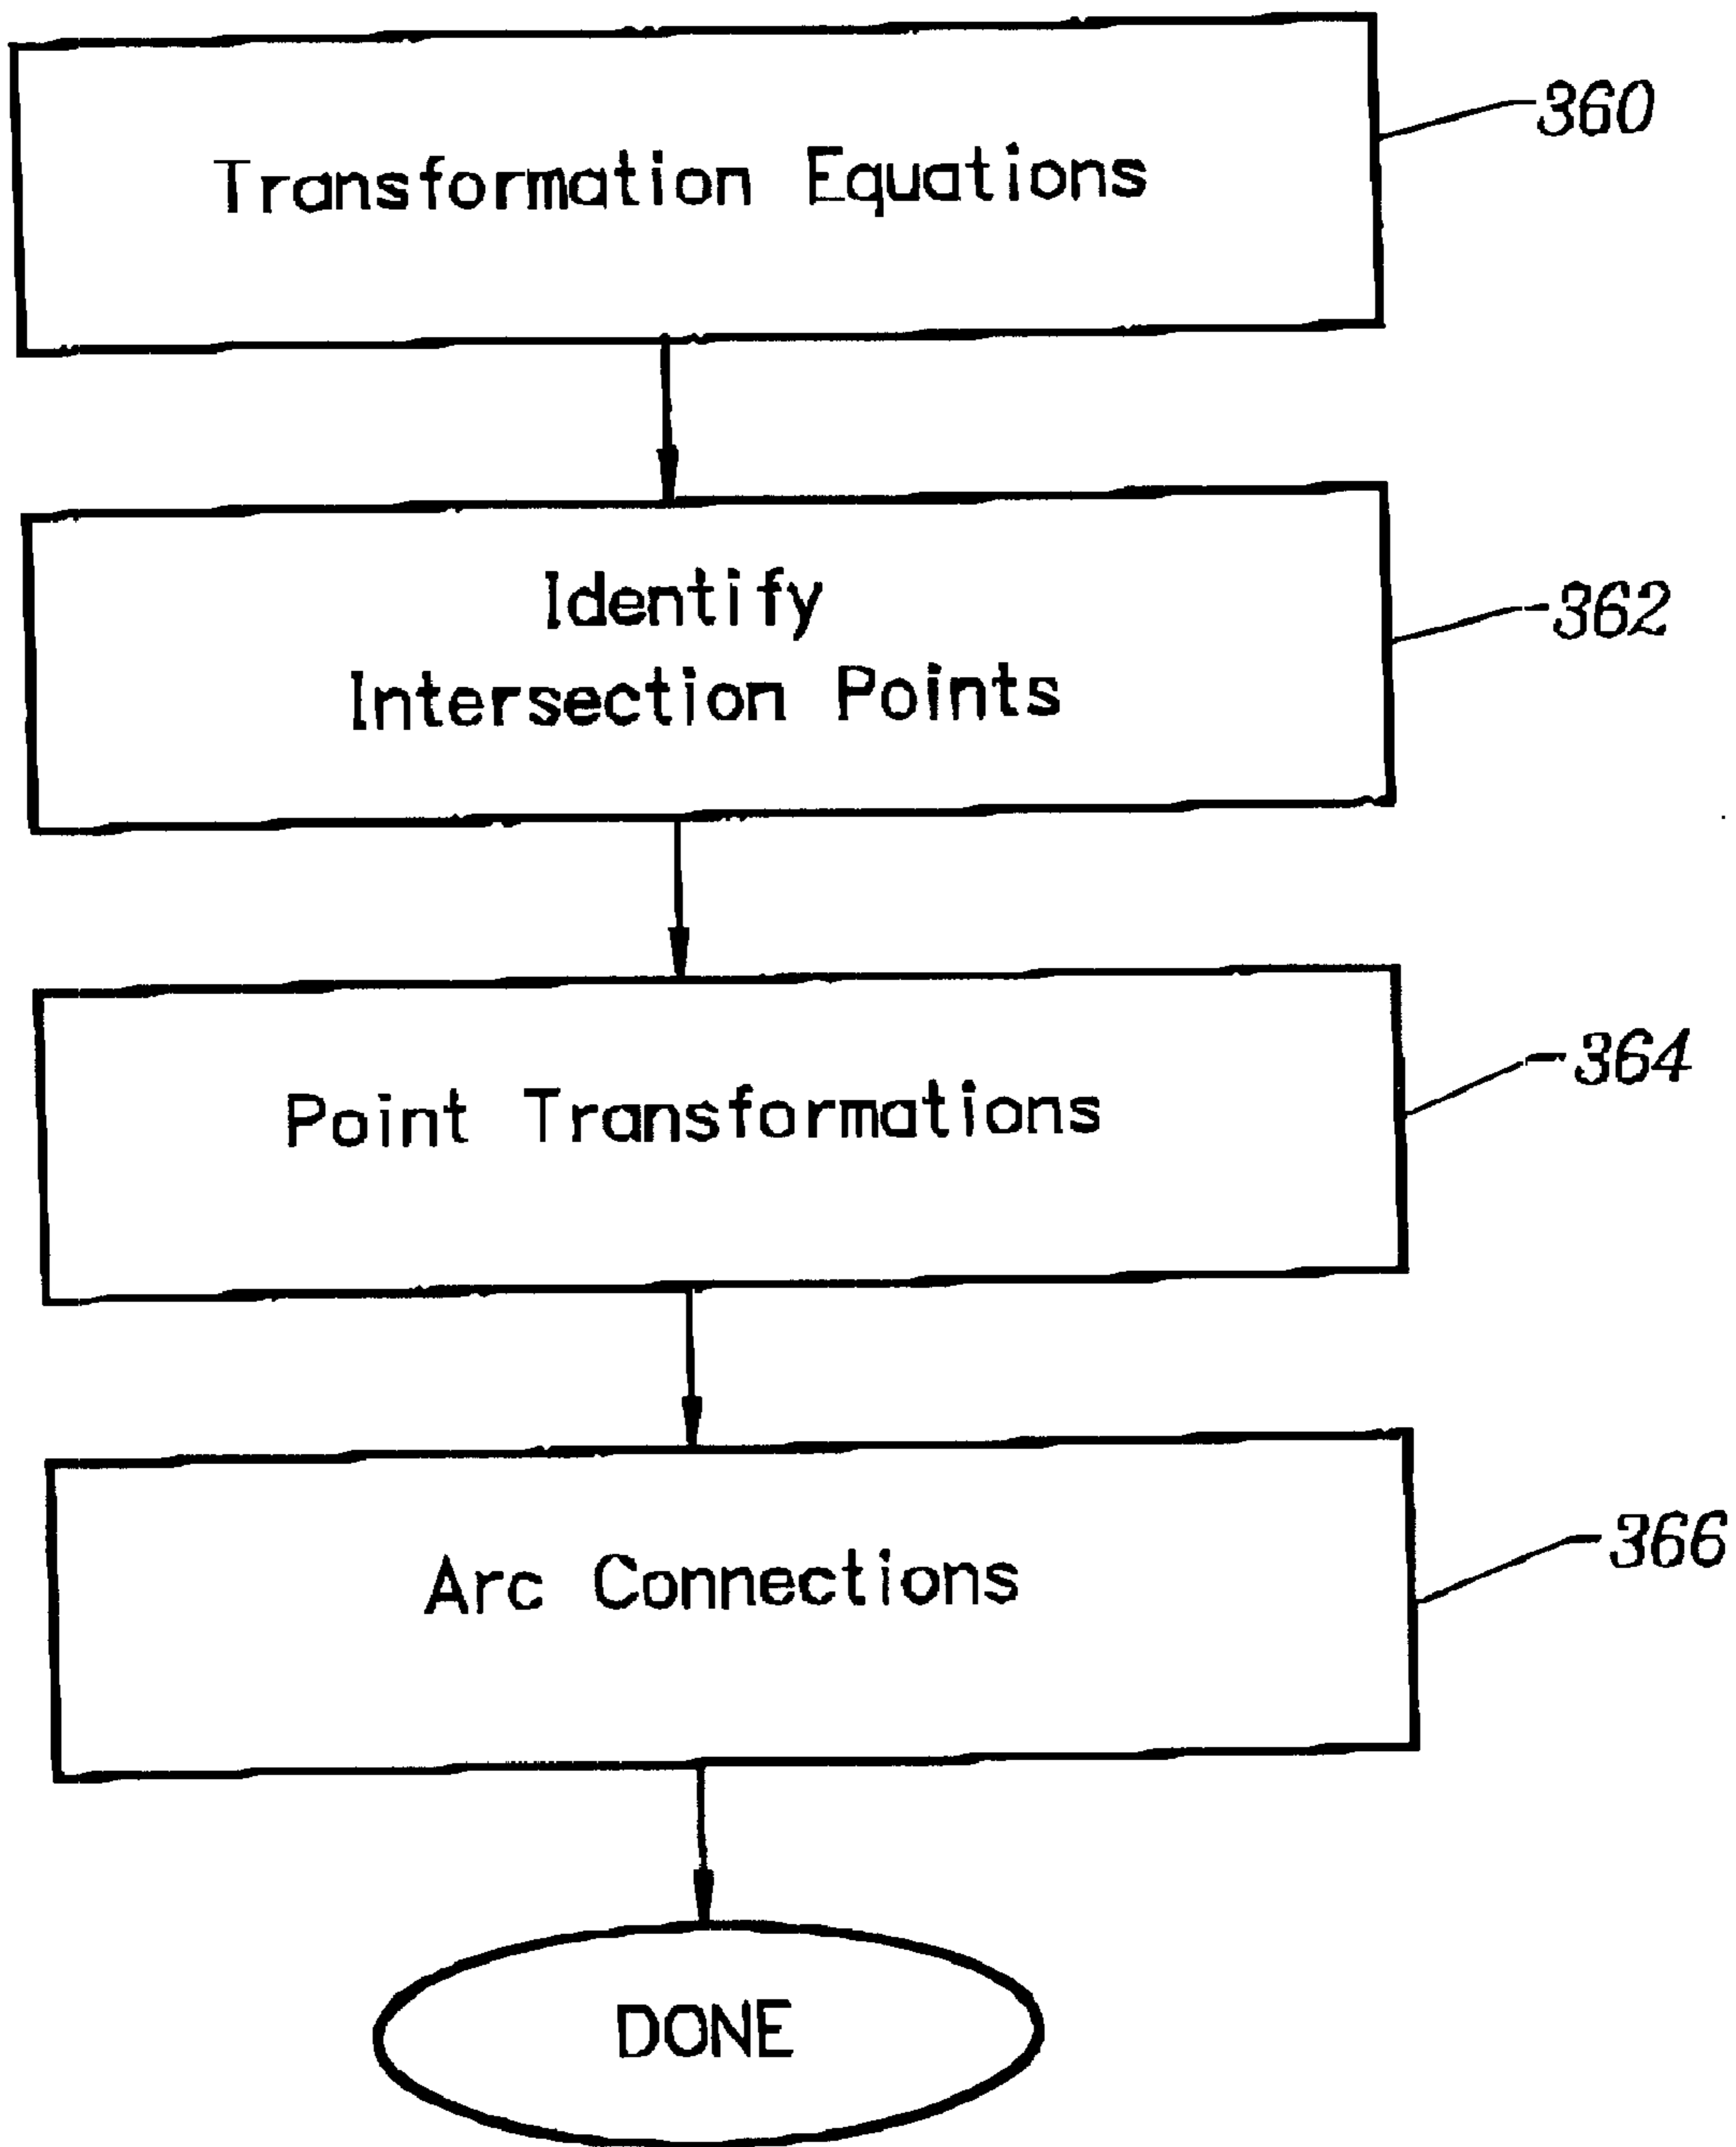 Transformation Equations
360
Identify
Intersection Points
362
Point Transformations
364
Arc Connections
366
DONE